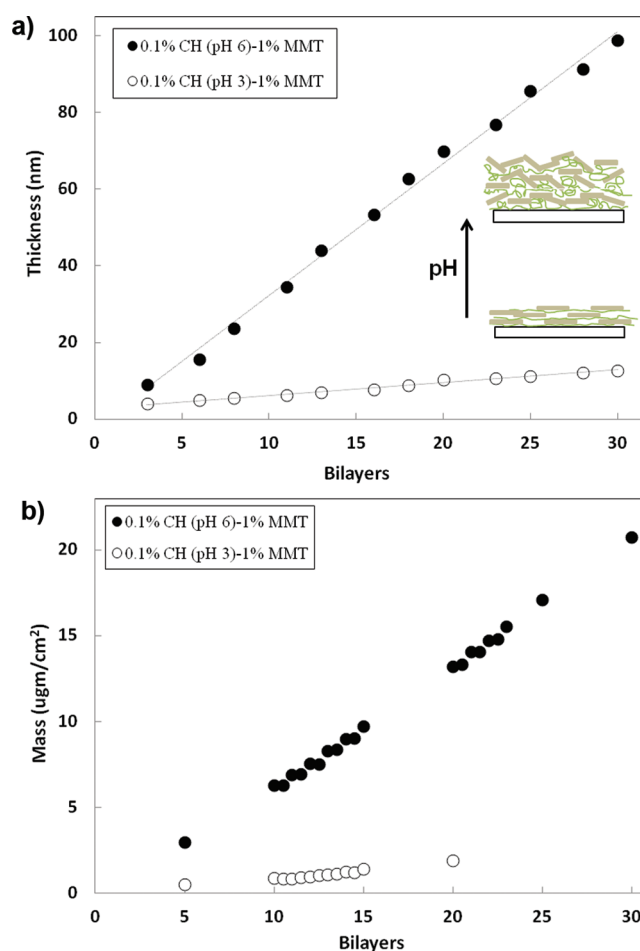 a)
100
80
60
40
20
0
Thickness (nm)
0.1% CH (pH 6)-1% MMT
0.1% CH (pH 3)-1% MMT
pH
0 5 10 15 20 25 30
Bilayers
b)
20
15
10
5
0
Mass (ugm/cm²)
0.1% CH (pH 6)-1% MMT
0.1% CH (pH 3)-1% MMT
0 5 10 15 20 25 30
Bilayers